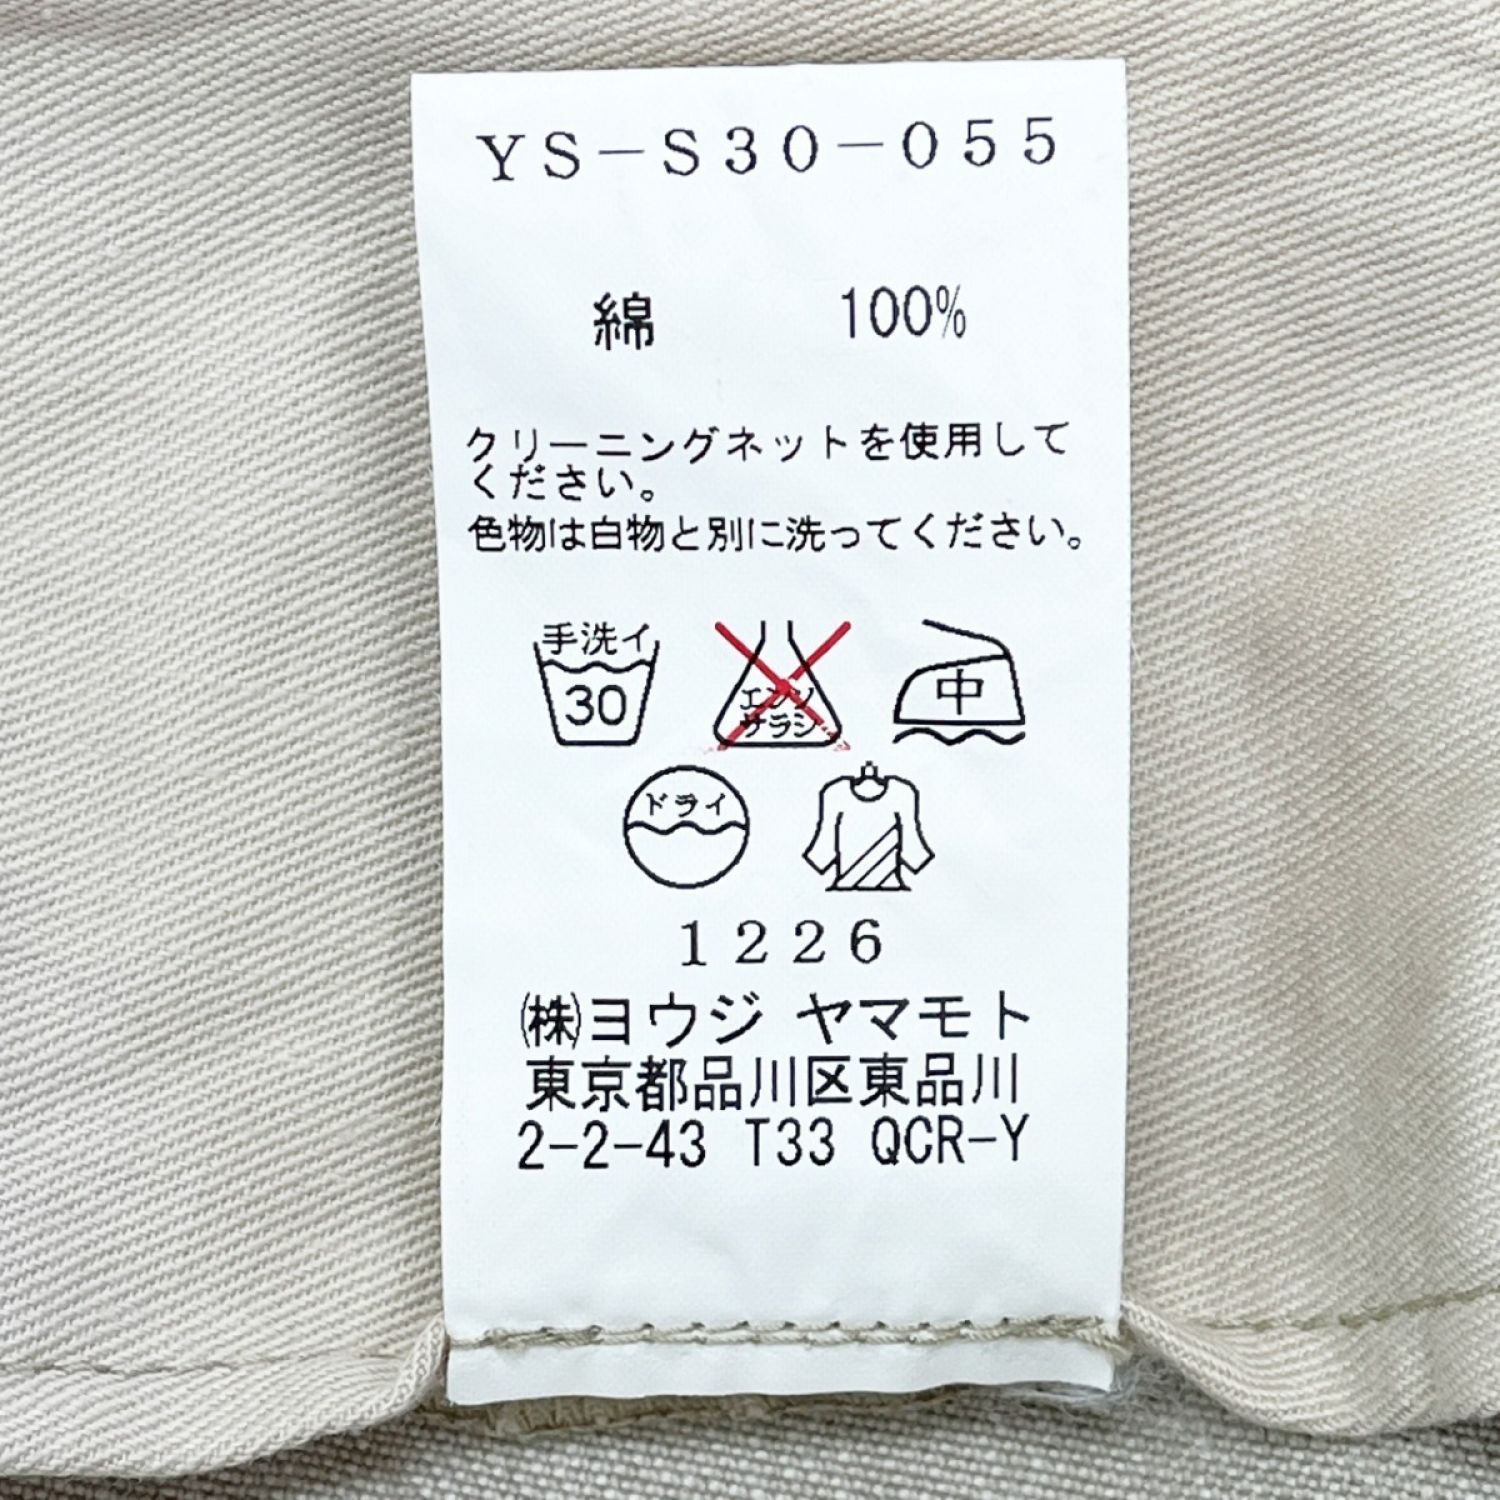 YS-S30-055
綿 100%
クリーニングネットを使用して
ください。
色物は白物と別に洗ってください。
手洗イ
30
エンソ
サラシ
中
ドライ
1226
㈱ヨウジ ヤマモト
東京都品川区東品川
2-2-43 T33 QCR-Y